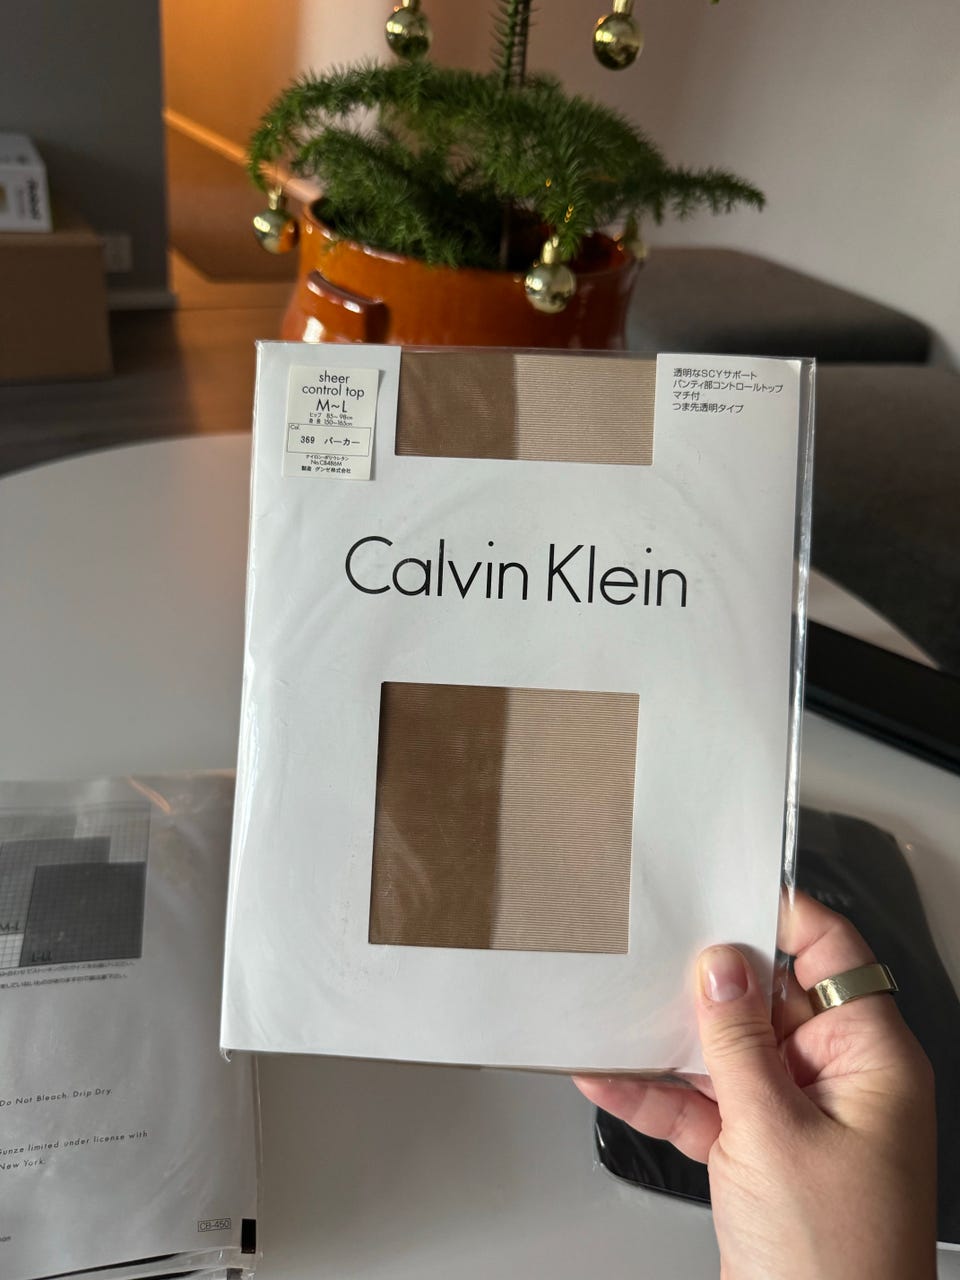 sheer
control top
M~L
ヒップ 85~98cm
身長 150~165cm
Col.
369 バーカー
ナイロン・ポリウレタン
No.CB486M
製造 グンゼ株式会社
透明なSCYサポート
パンティ部コントロールトップ
マチ付
つま先透明タイプ
Calvin Klein
M-L
L-LL
Do Not Bleach. Drip Dry.
Gunze limited under license with
New York.
CB-450